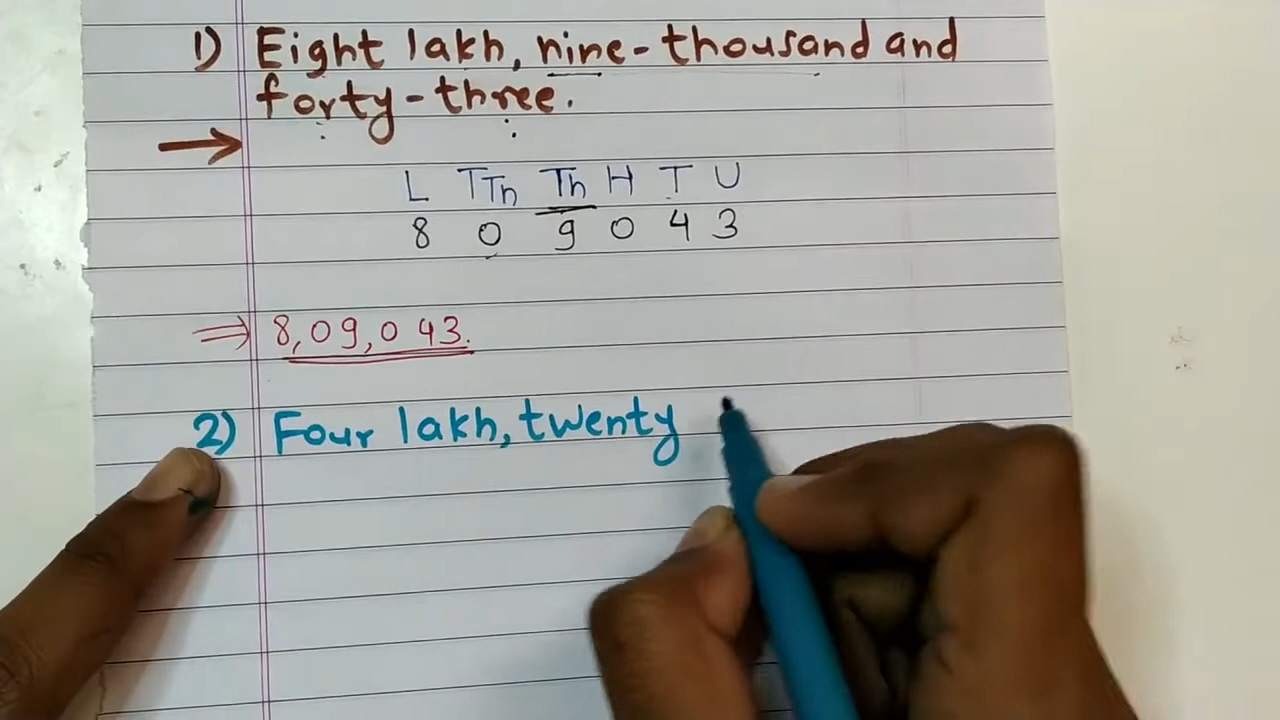 1) Eight lakh, nine-thousand and
forty-three.
→
L TTh Th H T U
8 0 9 0 4 3
⇒ 8,09,043.
2) Four lakh, twenty